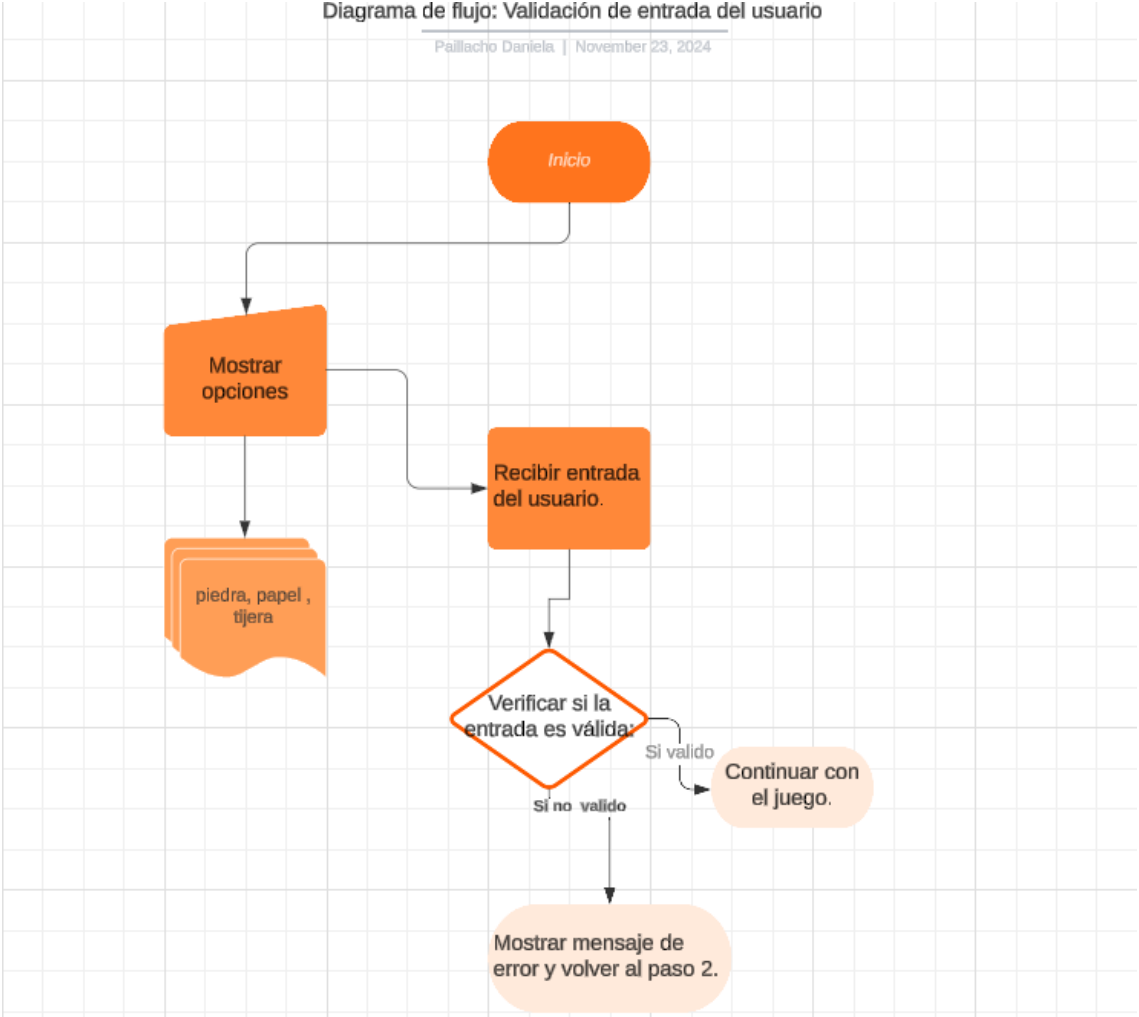 Diagrama de flujo: Validación de entrada del usuario
Paillacho Daniela | November 23, 2024
Inicio
Mostrar
opciones
Recibir entrada
del usuario.
piedra, papel ,
tijera
Verificar si la
entrada es válida:
Si valido
Continuar con
el juego.
Si no valido
Mostrar mensaje de
error y volver al paso 2.